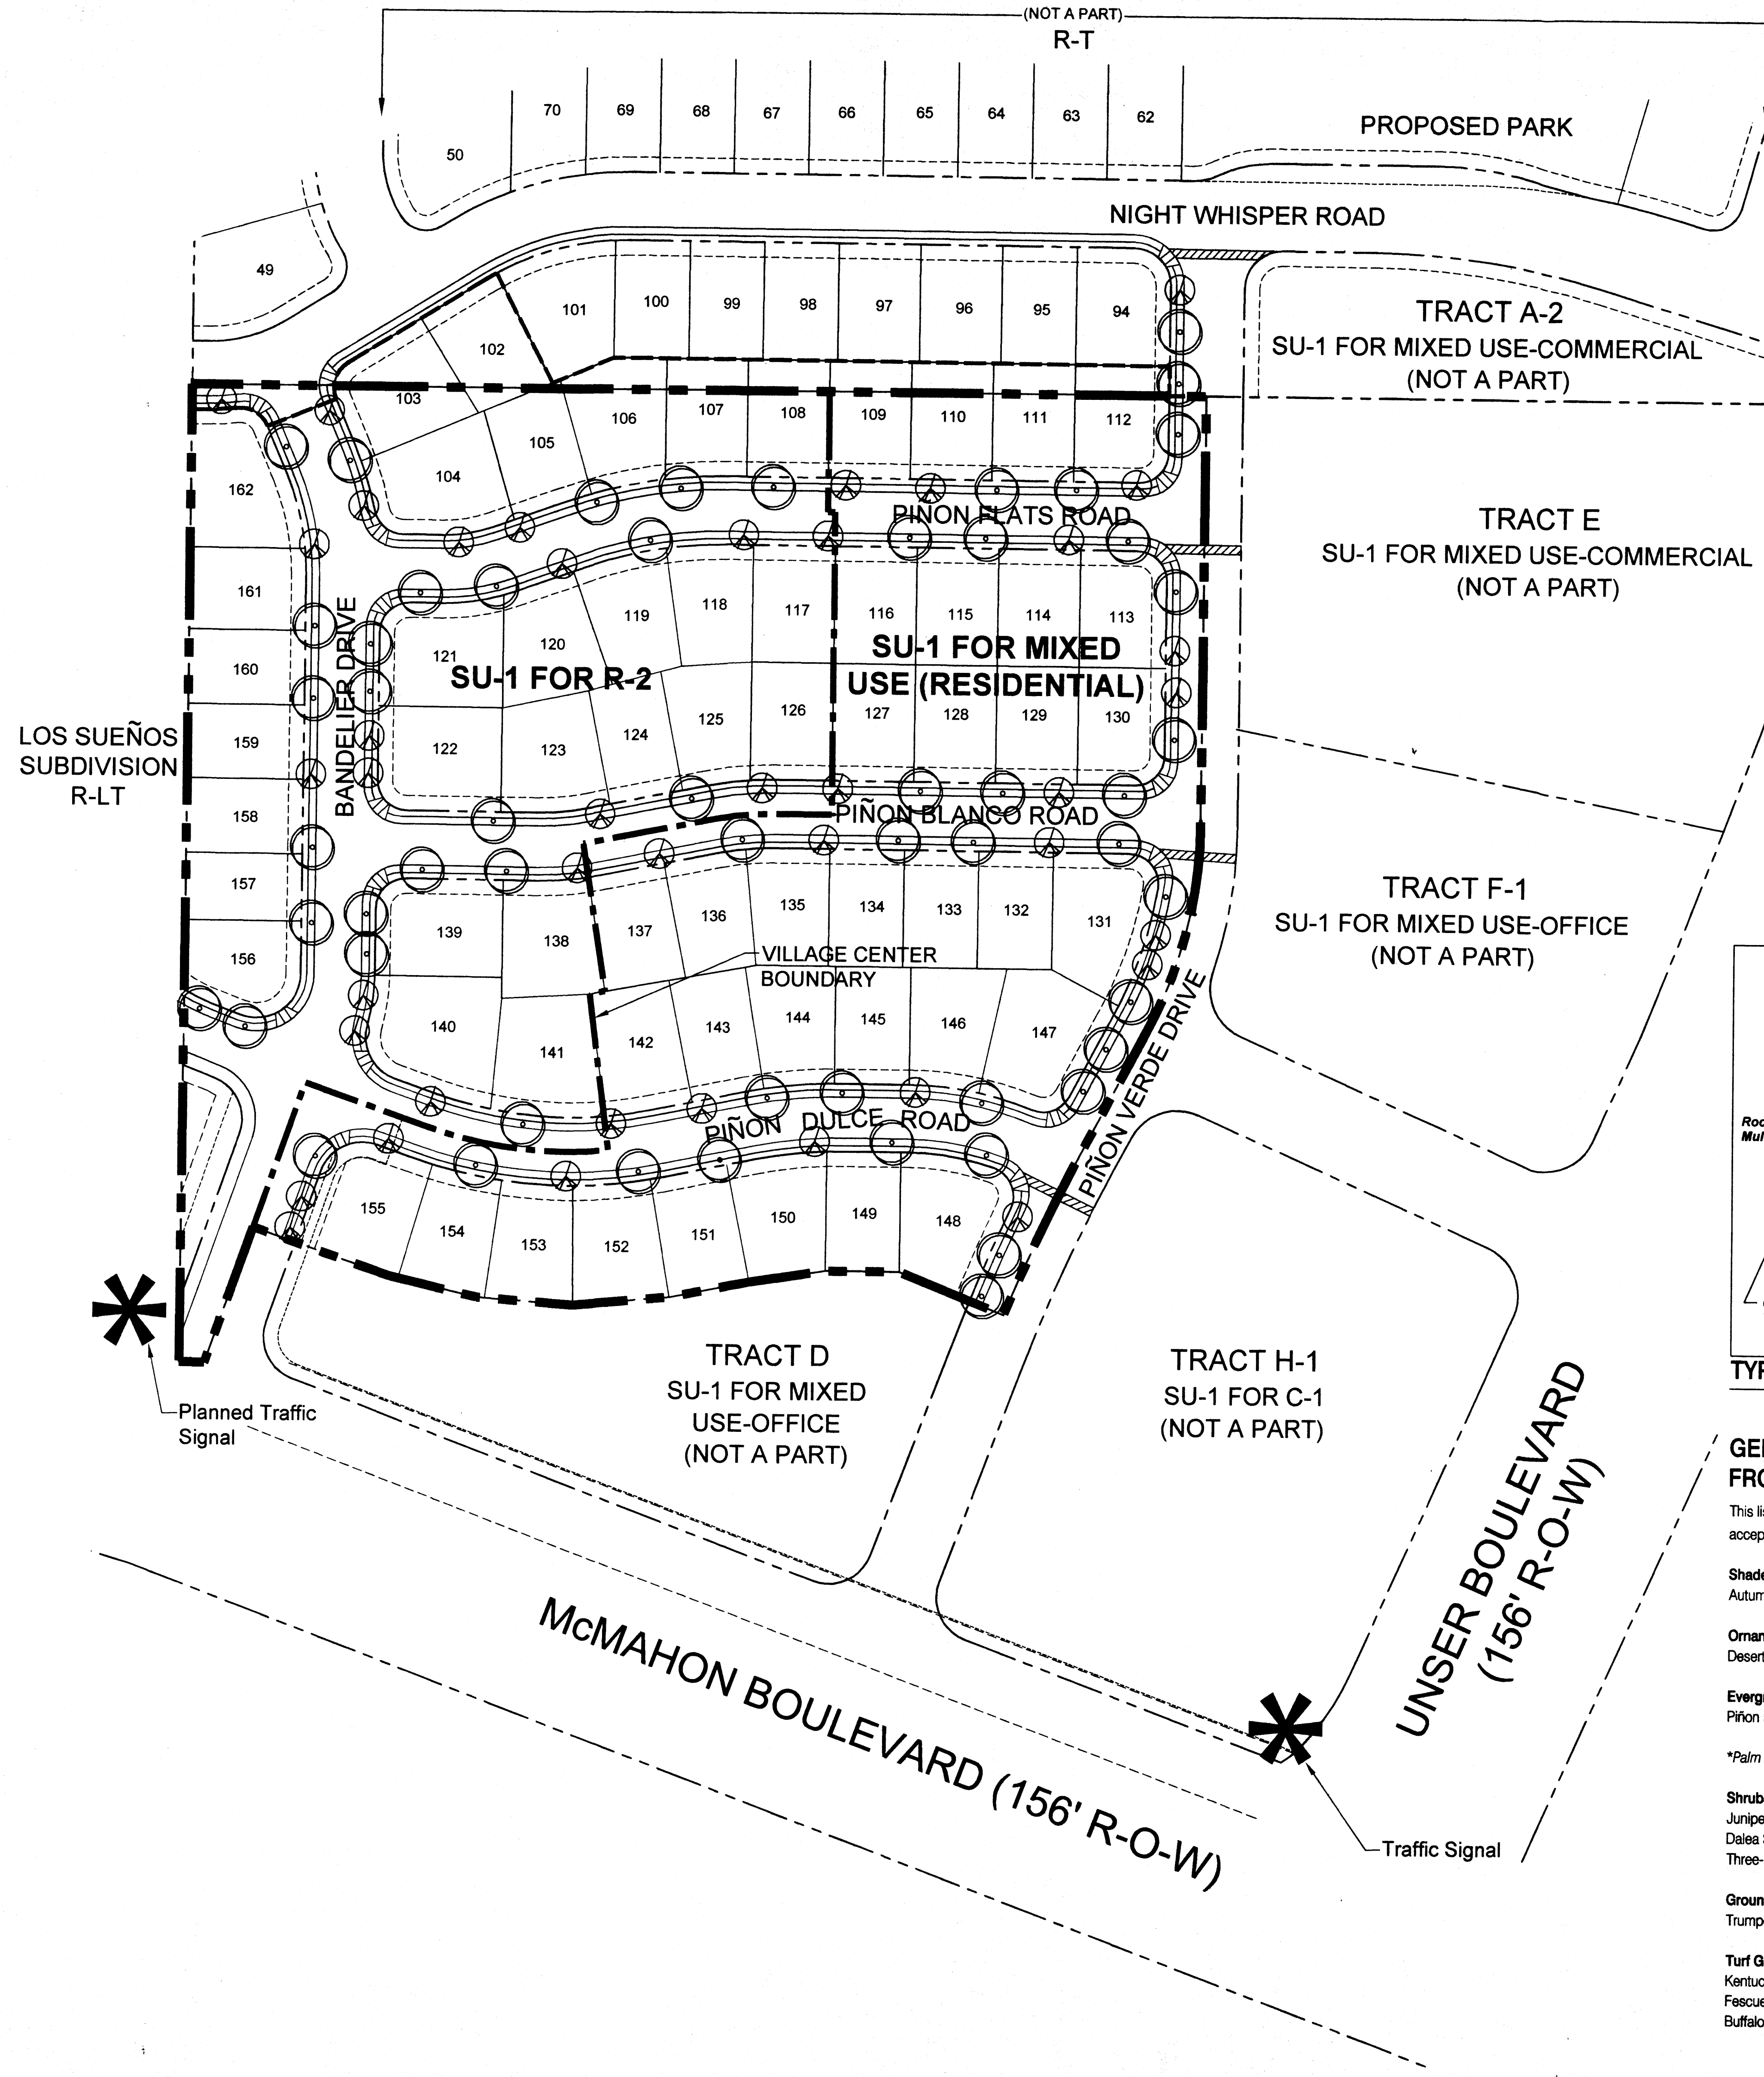 (NOT A PART)
R-T
70
69
68
67
66
65
64
63
62
50
PROPOSED PARK
NIGHT WHISPER ROAD
49
101
100
99
98
97
96
95
94
102
TRACT A-2
SU-1 FOR MIXED USE-COMMERCIAL
(NOT A PART)
103
106
107
108
109
110
111
112
105
104
162
PIÑON FLATS ROAD
TRACT E
SU-1 FOR MIXED USE-COMMERCIAL
(NOT A PART)
161
160
159
158
157
156
BANDELIER DRIVE
121
120
119
118
117
116
115
114
113
SU-1 FOR R-2
SU-1 FOR MIXED
USE (RESIDENTIAL)
122
123
124
125
126
127
128
129
130
LOS SUEÑOS
SUBDIVISION
R-LT
PIÑON BLANCO ROAD
TRACT F-1
SU-1 FOR MIXED USE-OFFICE
(NOT A PART)
139
138
137
136
135
134
133
132
131
VILLAGE CENTER
BOUNDARY
140
141
142
143
144
145
146
147
PIÑON VERDE DRIVE
PIÑON DULCE ROAD
155
154
153
152
151
150
149
148
TRACT D
SU-1 FOR MIXED
USE-OFFICE
(NOT A PART)
TRACT H-1
SU-1 FOR C-1
(NOT A PART)
Planned Traffic
Signal
UNSER BOULEVARD
(156' R-O-W)
McMAHON BOULEVARD (156' R-O-W)
Traffic Signal
This
Piñon
*Palm
Dalea